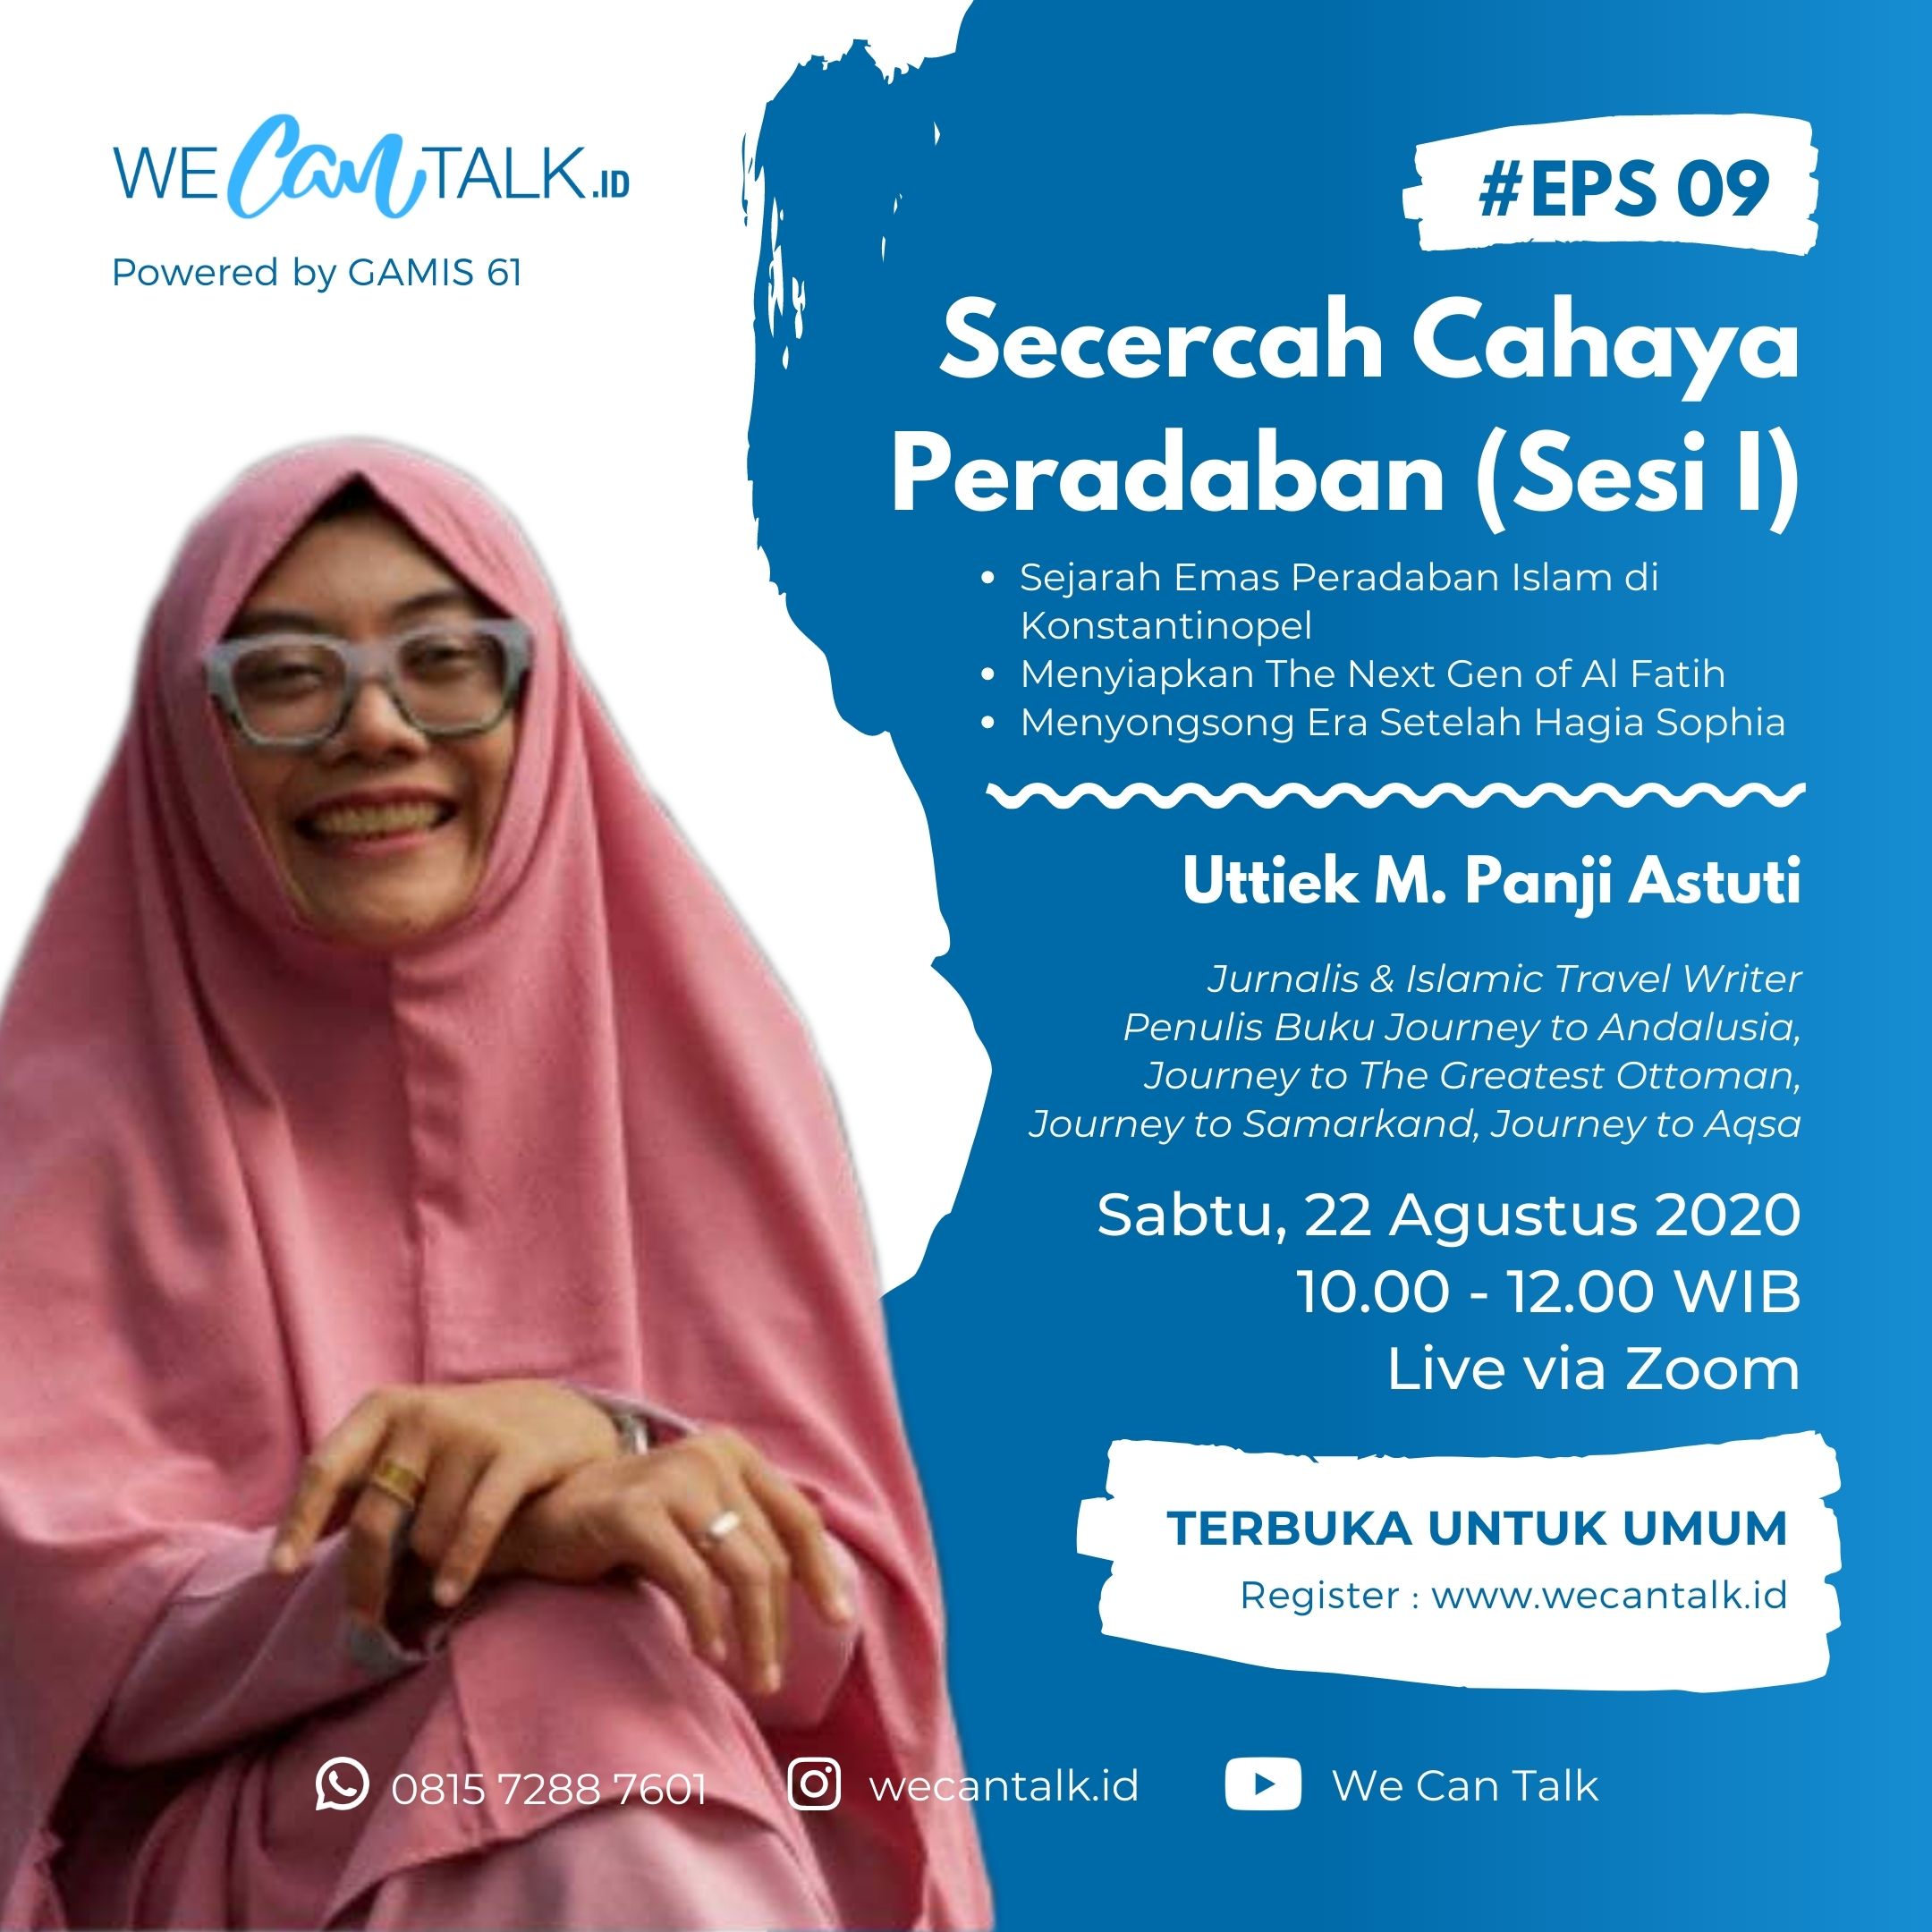 WE Can TALK.ID
Powered by GAMIS 61
#EPS 09
Secercah Cahaya
Peradaban (Sesi I)
• Sejarah Emas Peradaban Islam di
Konstantinopel
• Menyiapkan The Next Gen of Al Fatih
• Menyongsong Era Setelah Hagia Sophia
Uttiek M. Panji Astuti
Jurnalis & Islamic Travel Writer
Penulis Buku Journey to Andalusia,
Journey to The Greatest Ottoman,
Journey to Samarkand, Journey to Aqsa
Sabtu, 22 Agustus 2020
10.00 - 12.00 WIB
Live via Zoom
TERBUKA UNTUK UMUM
Register : www.wecantalk.id
0815 7288 7601 wecantalk.id We Can Talk